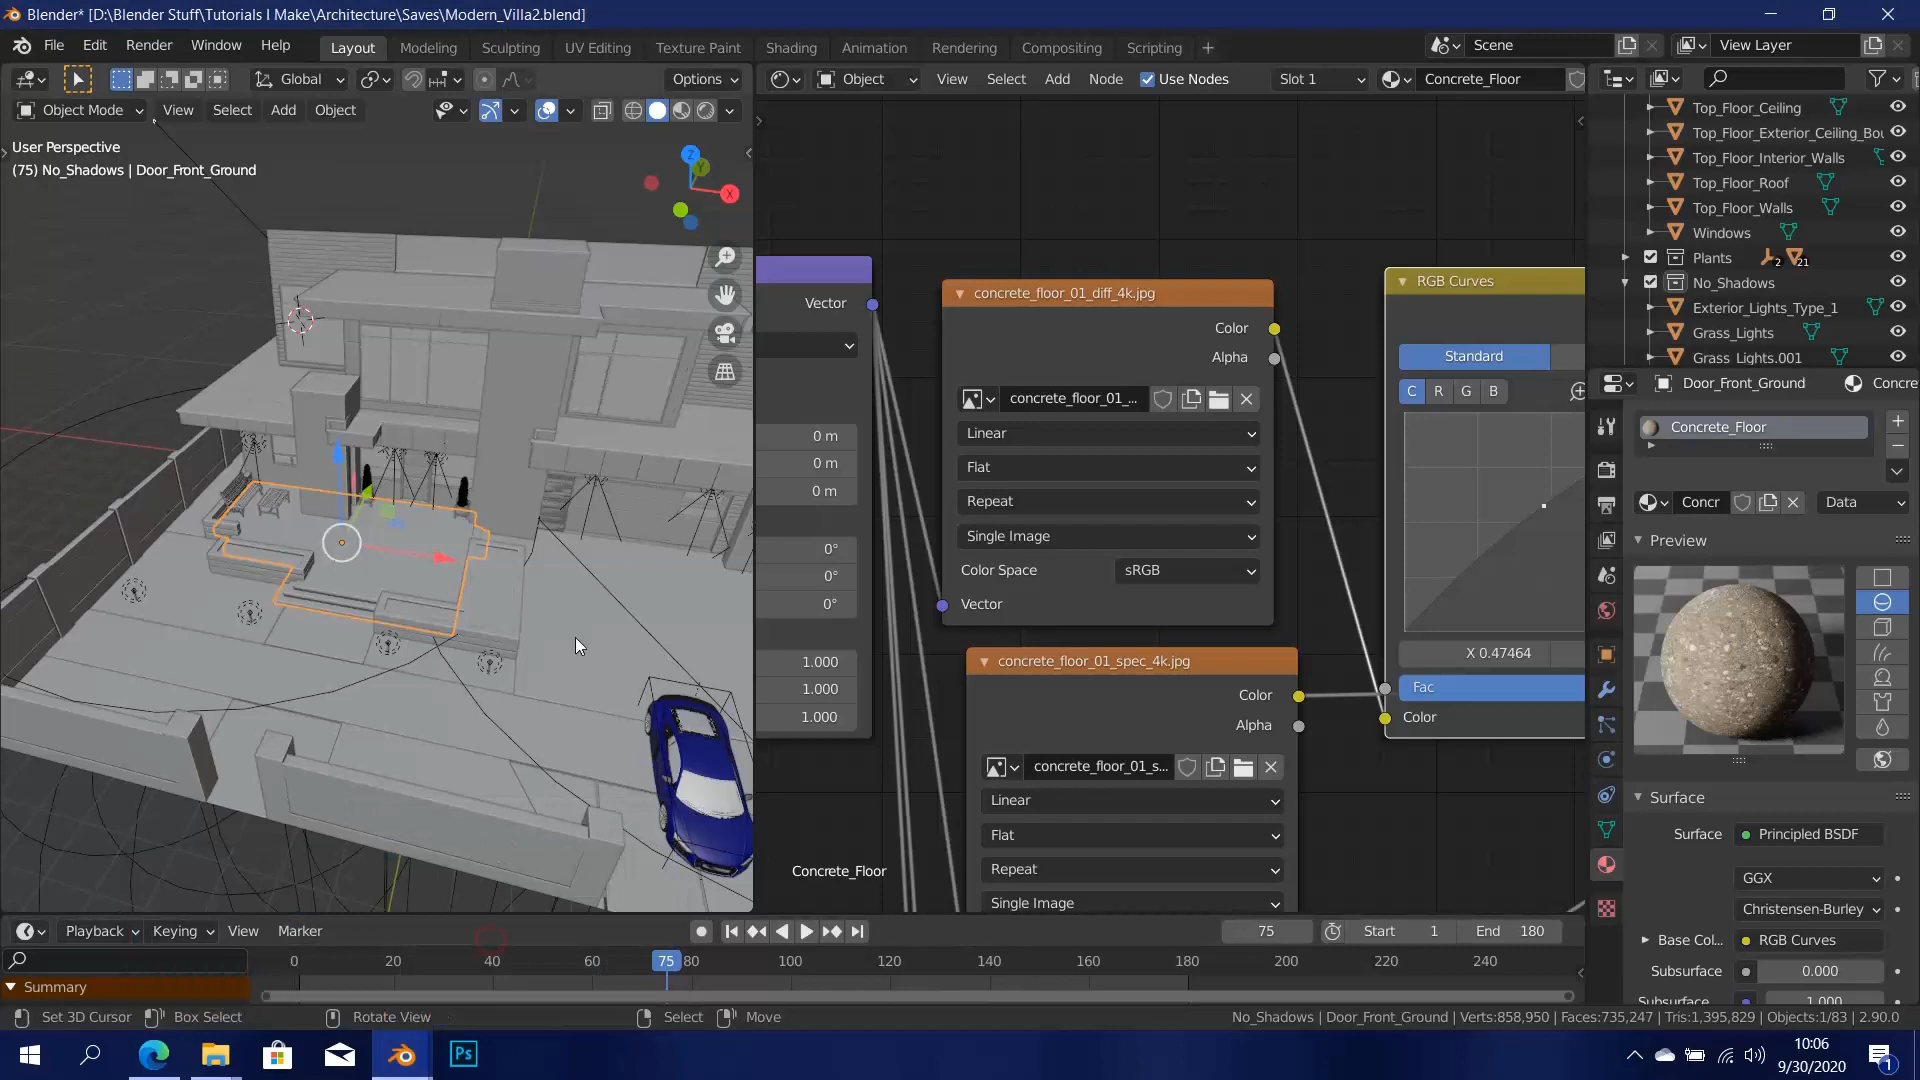 Blender* [D:\Blender Stuff\Tutorials I Make\Architecture\Saves\Modern_Villa2.blend]
File Edit Render Window Help Layout Modeling Sculpting UV Editing Texture Paint Shading Animation Rendering Compositing Scripting + Scene View Layer
Global Options Object View Select Add Node Use Nodes Slot 1 Concrete_Floor
Object Mode View Select Add Object
User Perspective
(75) No_Shadows | Door_Front_Ground
Z
Y
X
Vector
0 m
0 m
0 m
0°
0°
0°
1.000
1.000
1.000
concrete_floor_01_diff_4k.jpg
Color
Alpha
concrete_floor_01_...
Linear
Flat
Repeat
Single Image
Color Space sRGB
Vector
concrete_floor_01_spec_4k.jpg
Color
Alpha
concrete_floor_01_s...
Linear
Flat
Repeat
Single Image
Concrete_Floor
RGB Curves
Standard
C R G B
X 0.47464
Fac
Color
Top_Floor_Ceiling
Top_Floor_Exterior_Ceiling_Bou
Top_Floor_Interior_Walls
Top_Floor_Roof
Top_Floor_Walls
Windows
Plants 2 21
No_Shadows
Exterior_Lights_Type_1
Grass_Lights
Grass_Lights.001
Door_Front_Ground Concre
Concrete_Floor
Concr Data
Preview
Surface
Surface Principled BSDF
GGX
Christensen-Burley
Base Col... RGB Curves
Subsurface 0.000
Subsurface 1.000
Playback Keying View Marker 75 Start 1 End 180
0 20 40 60 75 80 100 120 140 160 180 200 220 240
Summary
Set 3D Cursor Box Select Rotate View Select Move No_Shadows | Door_Front_Ground | Verts:858,950 | Faces:735,247 | Tris:1,395,829 | Objects:1/83 | 2.90.0
Ps
10:06
9/30/2020
1